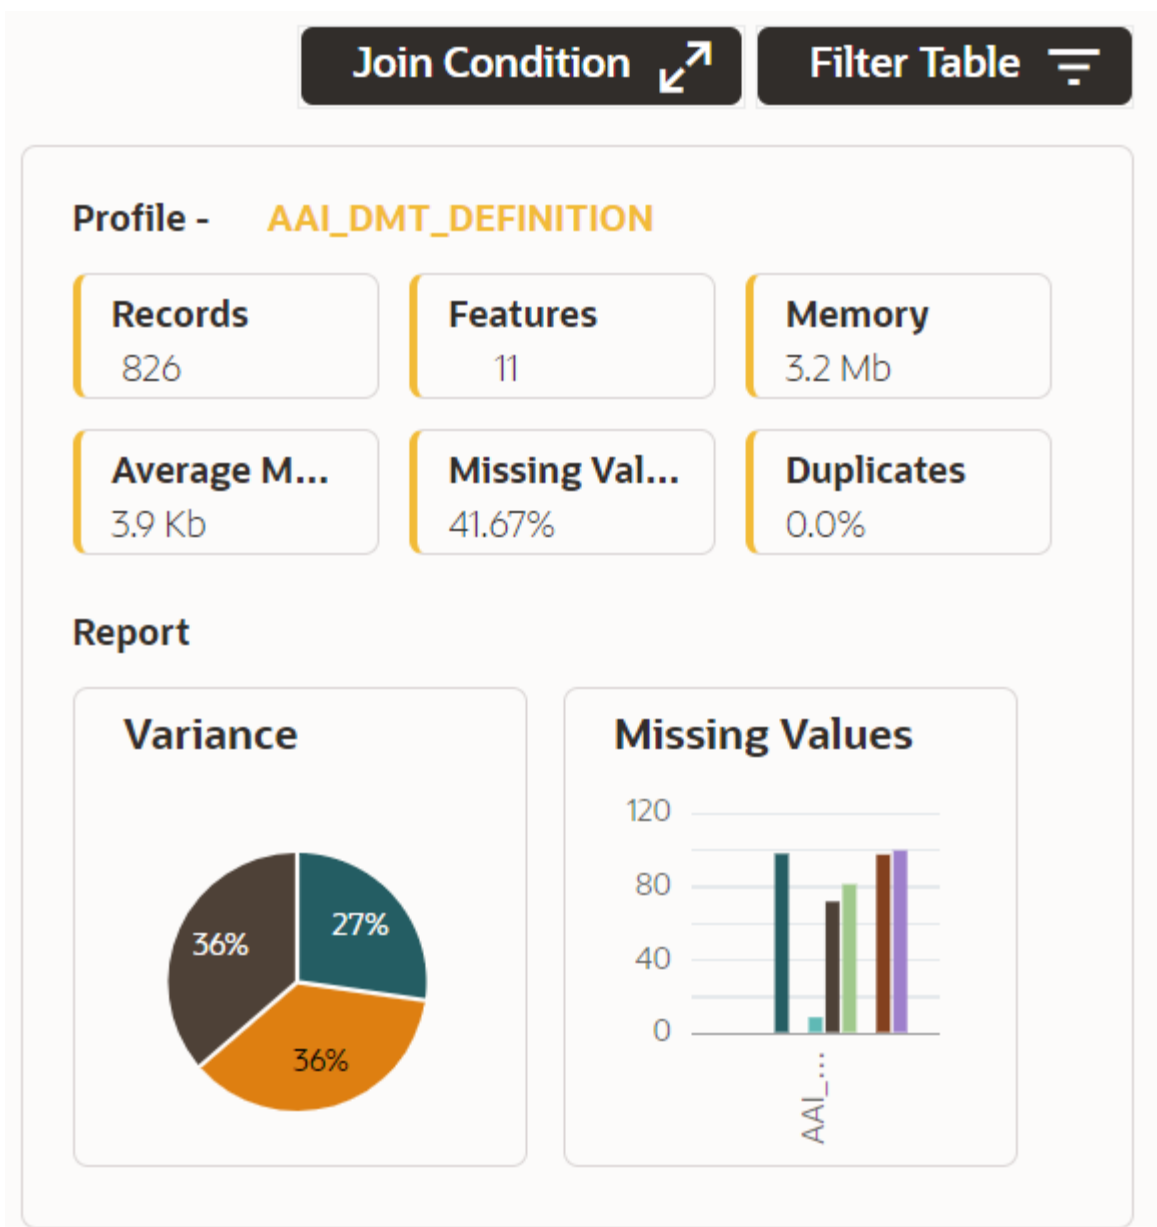 Join Condition Filter Table
Profile - AAI_DMT_DEFINITION
Records Features Memory
826 11 3.2 Mb
Average M... Missing Val... Duplicates
3.9 Kb 41.67% 0.0%
Report
Variance Missing Values
120
80
40
0
27%
36%
36%
AAI_...